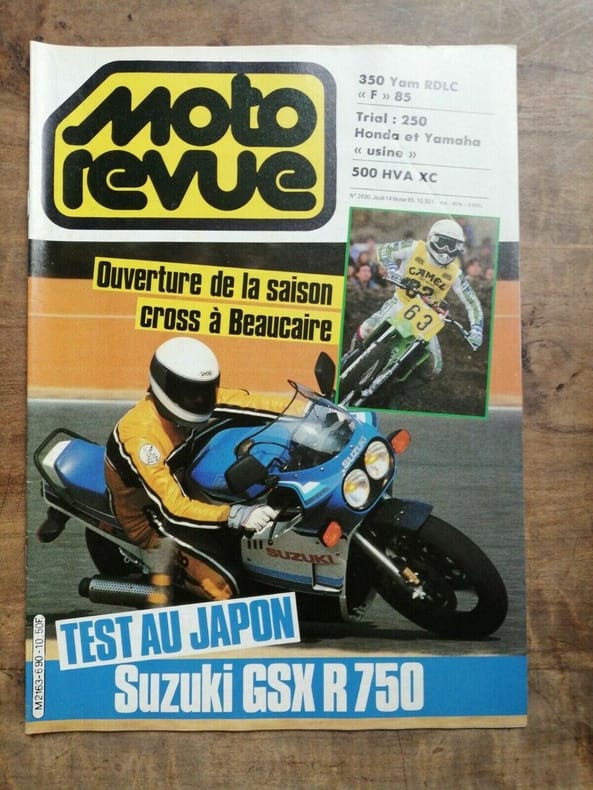 Moto
revue
350 Yam RDLC
« F » 85
Trial : 250
Honda et Yamaha
« usine »
500 HVA XC
Ouverture de la saison
cross à Beaucaire
CAMEL
63
SUZUKI
SUZUKI
TEST AU JAPON
Suzuki GSX R 750
M 2163-690-10,50F.